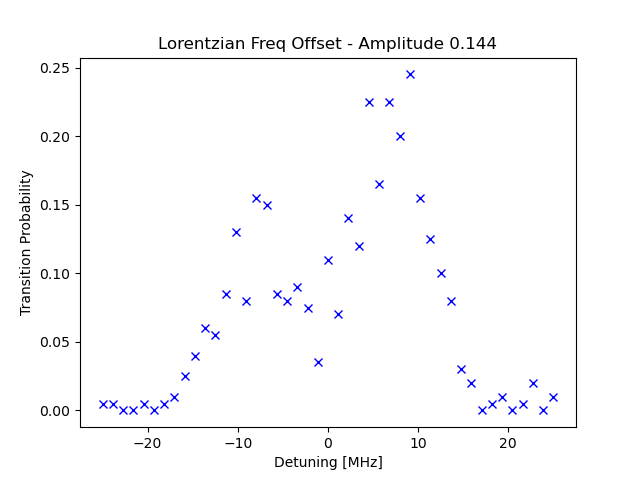 Lorentzian Freq Offset - Amplitude 0.144
0.25
0.20
0.15
0.10
0.05
0.00
Transition Probability
−20 −10 0 10 20
Detuning [MHz]